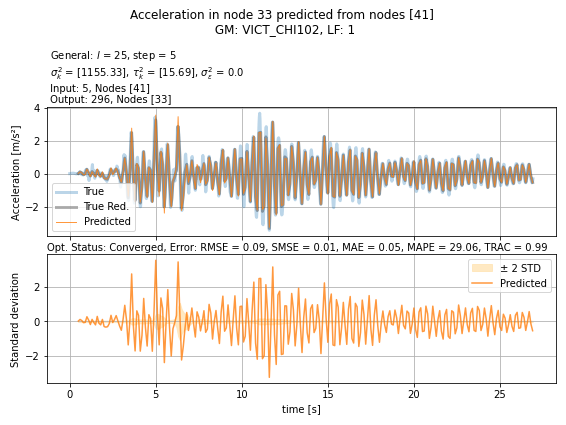 Acceleration in node 33 predicted from nodes [41]
GM: VICT_CHI102, LF: 1
General: l = 25, step = 5
σ²ₖ = [1155.33], τ²ₖ = [15.69], σ²ε = 0.0
Input: 5, Nodes [41]
Output: 296, Nodes [33]
Acceleration [m/s²]
4
2
0
−2
True
True Red.
Predicted
Opt. Status: Converged, Error: RMSE = 0.09, SMSE = 0.01, MAE = 0.05, MAPE = 29.06, TRAC = 0.99
Standard deviation
2
0
−2
± 2 STD
Predicted
0 5 10 15 20 25
time [s]